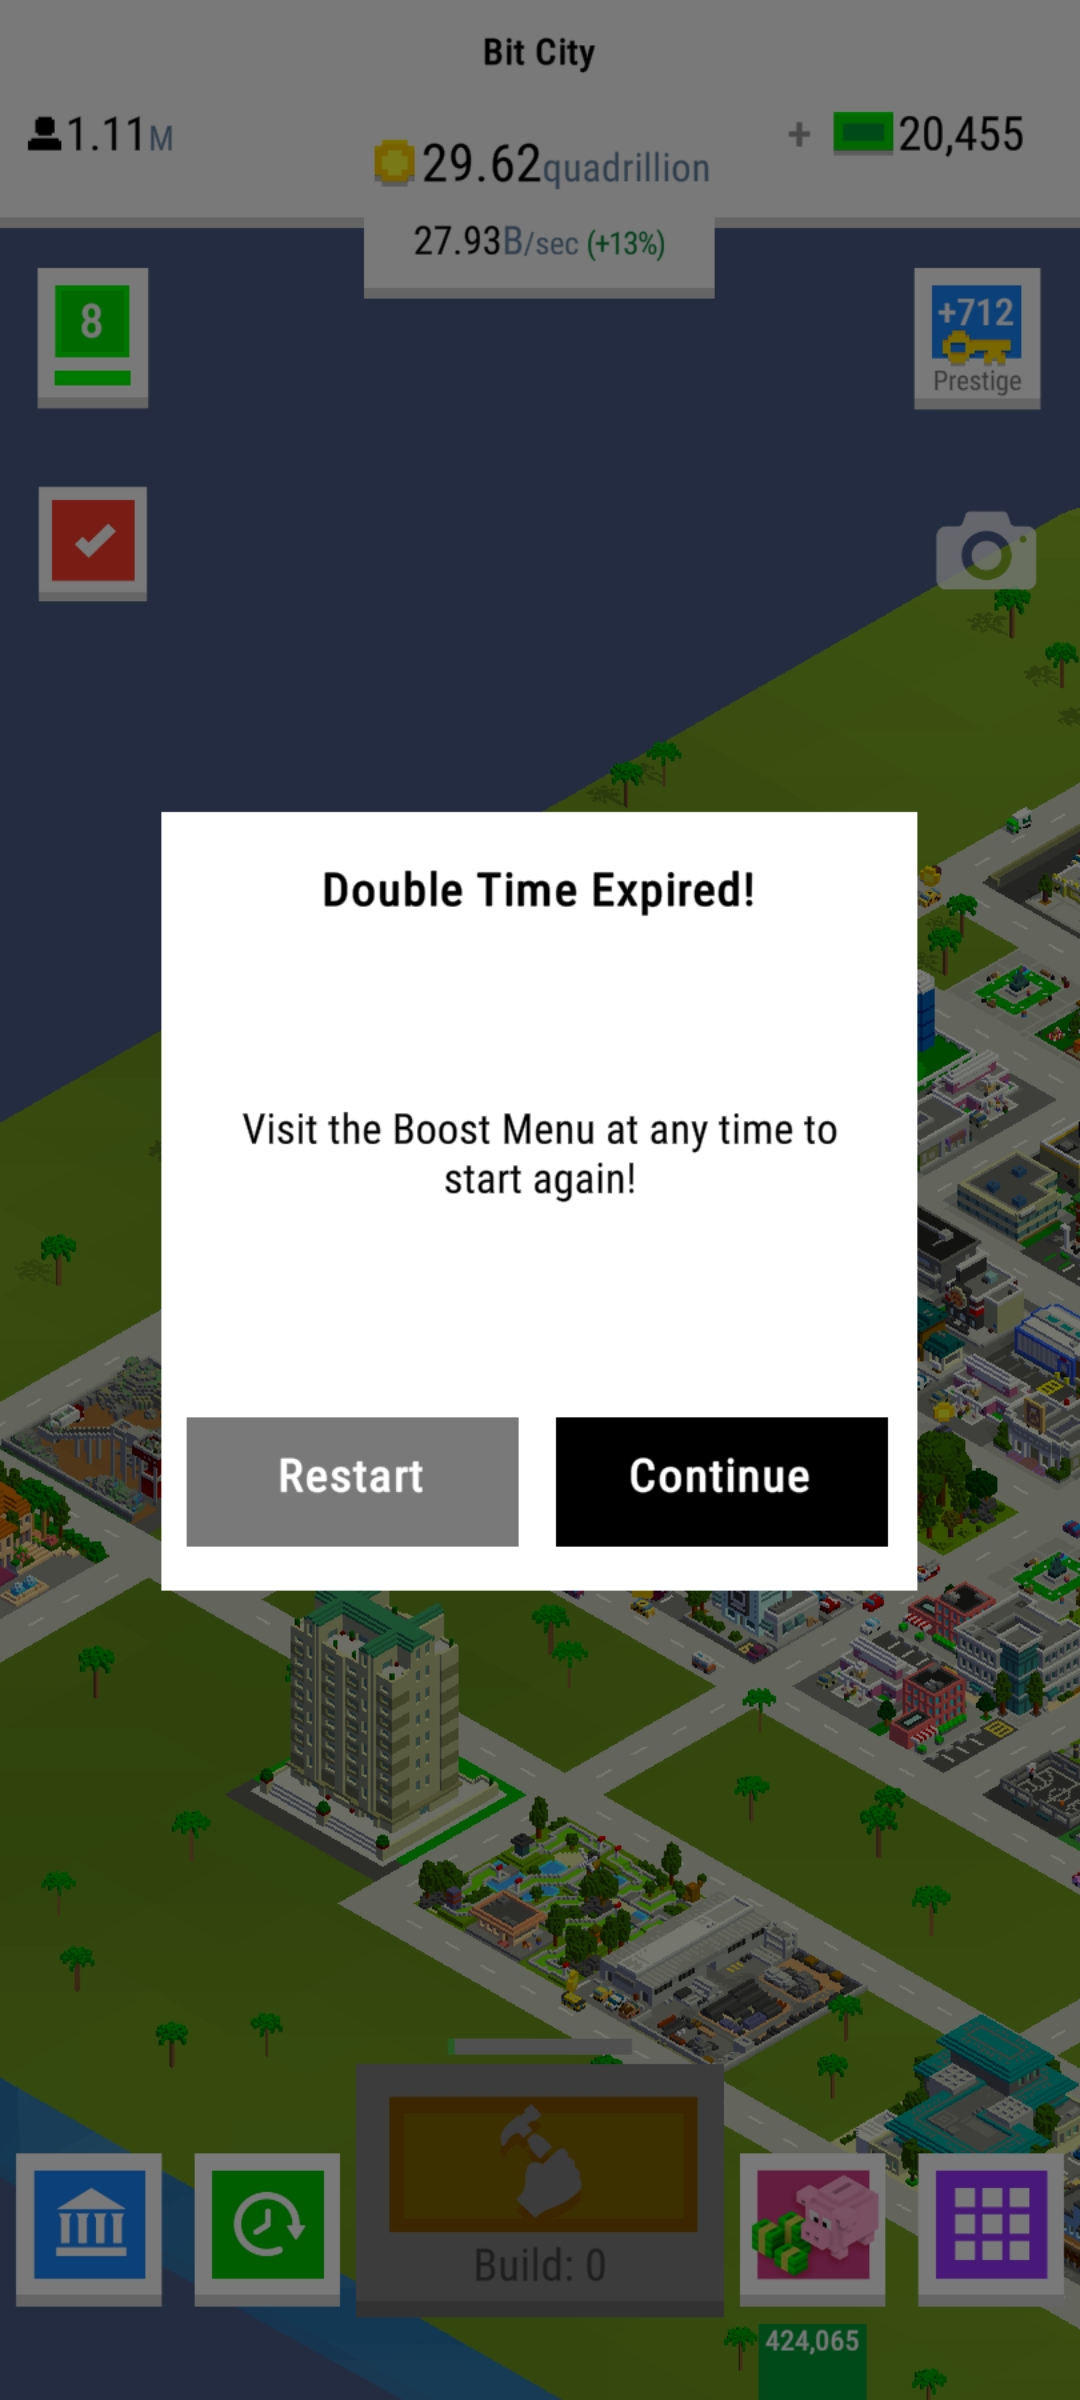 Bit City
1.11M
29.62quadrillion
+ 20,455
27.93B/sec (+13%)
8
+712
Prestige
Double Time Expired!
Visit the Boost Menu at any time to
start again!
Restart
Continue
Build: 0
424,065